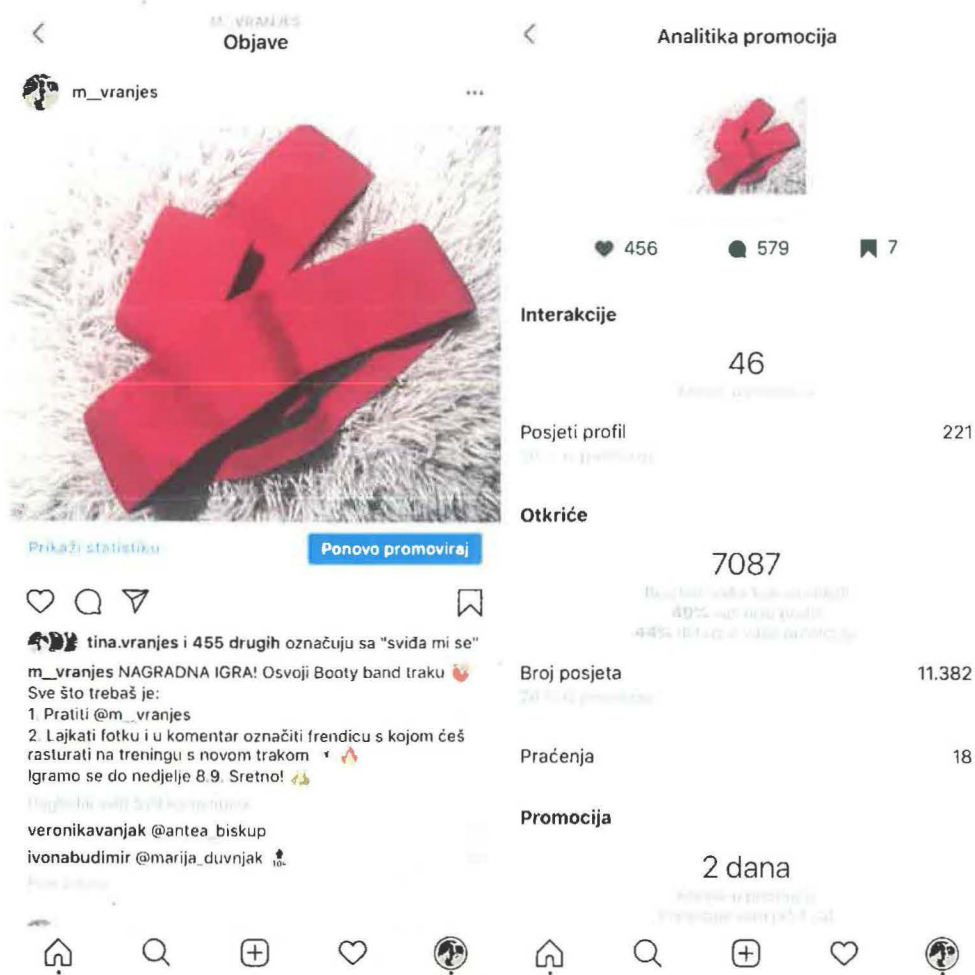 M_VRANJES
Objave
m__vranjes
Prikaži statistiku
Ponovo promoviraj
tina.vranjes i 455 drugih označuju sa "sviđa mi se"
m__vranjes NAGRADNA IGRA! Osvoji Booty band traku
Sve što trebaš je:
1. Pratiti @m__vranjes
2. Lajkati fotku i u komentar označiti frendicu s kojom ćeš
rasturati na treningu s novom trakom
Igramo se do nedjelje 8.9. Sretno!
veronikavanjak @antea_biskup
ivonabudimir @marija_duvnjak
Analitika promocija
456
579
7
Interakcije
46
Posjeti profil
221
Otkriće
7087
Broj posjeta
11.382
Praćenja
18
Promocija
2 dana